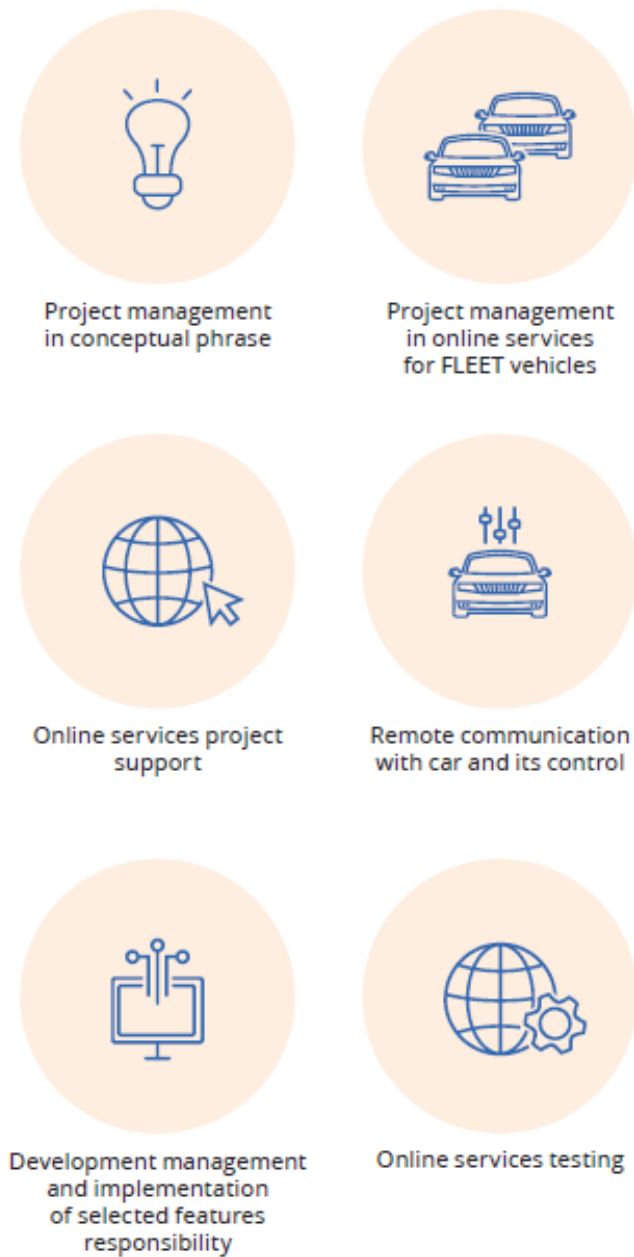 Project management
in conceptual phrase
Project management
in online services
for FLEET vehicles
Online services project
support
Remote communication
with car and its control
Development management
and implementation
of selected features
responsibility
Online services testing